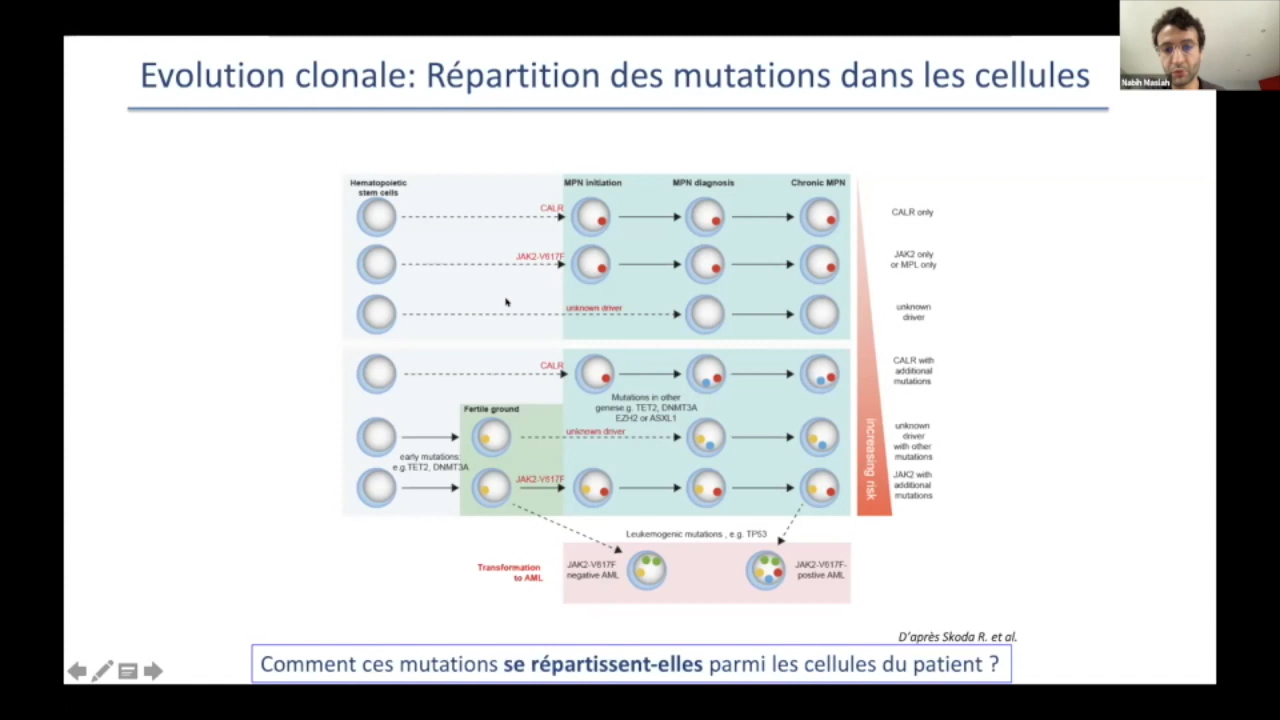 Evolution clonale: Répartition des mutations dans les cellules
Nabih Maslah
Hematopoietic
stem cells
MPN initiation
MPN diagnosis
Chronic MPN
CALR
CALR only
JAK2-V617F
JAK2 only
or MPL only
unknown driver
unknown
driver
CALR
CALR with
additional
mutations
Mutations in other
genese.g. TET2, DNMT3A
EZH2 or ASXL1
Fertile ground
unknown driver
unknown
driver
with other
mutations
early mutations:
e.g.TET2, DNMT3A
JAK2-V617F
JAK2 with
additional
mutations
increasing risk
Leukemogenic mutations , e.g. TP53
Transformation
to AML
JAK2-V617F
negative AML
JAK2-V617F-
postive AML
D'après Skoda R. et al.
Comment ces mutations se répartissent-elles parmi les cellules du patient ?